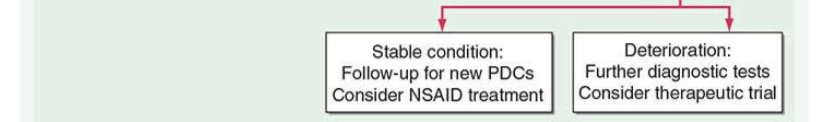 Stable condition:
Follow-up for new PDCs
Consider NSAID treatment
Deterioration:
Further diagnostic tests
Consider therapeutic trial